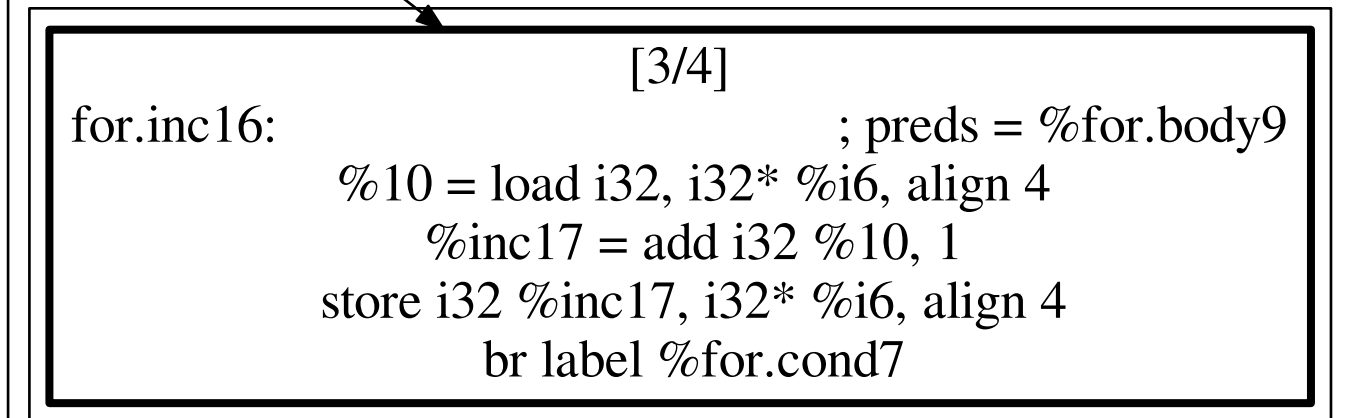 [3/4]
for.inc16: ; preds = %for.body9
%10 = load i32, i32* %i6, align 4
%inc17 = add i32 %10, 1
store i32 %inc17, i32* %i6, align 4
br label %for.cond7